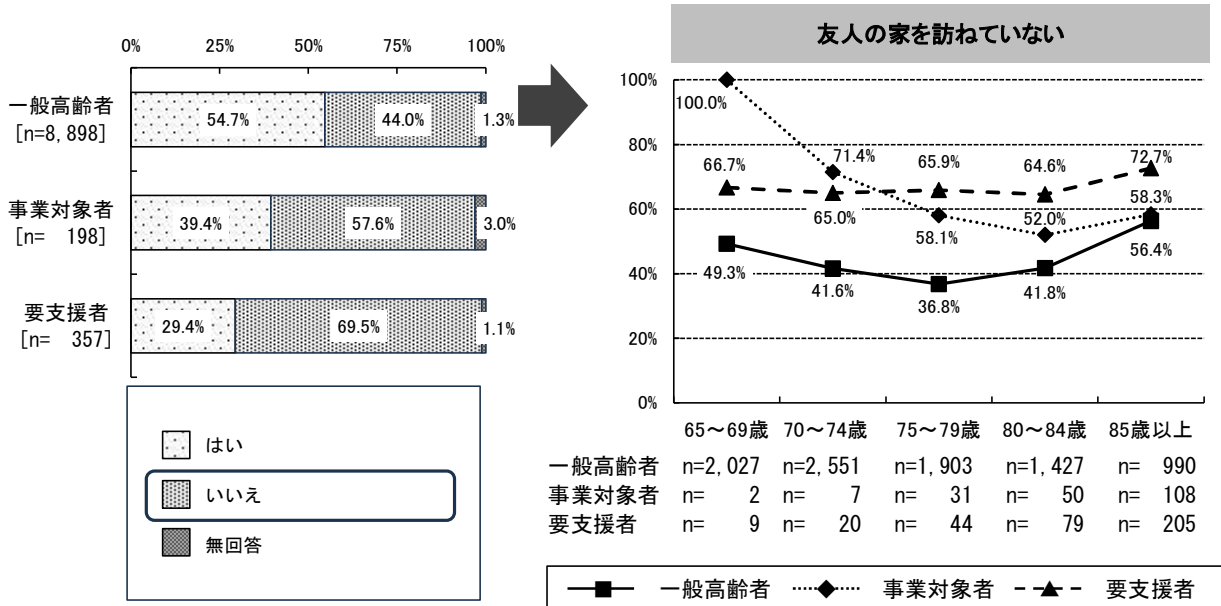 0% 25% 50% 75% 100%
一般高齢者
[n=8,898]
54.7% 44.0% 1.3%
事業対象者
[n= 198]
39.4% 57.6% 3.0%
要支援者
[n= 357]
29.4% 69.5% 1.1%
はい
いいえ
無回答
友人の家を訪ねていない
100%
80%
60%
40%
20%
0%
100.0% 71.4% 58.1% 52.0% 58.3%
66.7% 65.0% 65.9% 64.6% 72.7%
49.3% 41.6% 36.8% 41.8% 56.4%
65～69歳 70～74歳 75～79歳 80～84歳 85歳以上
一般高齢者 n=2,027 n=2,551 n=1,903 n=1,427 n= 990
事業対象者 n= 2 n= 7 n= 31 n= 50 n= 108
要支援者 n= 9 n= 20 n= 44 n= 79 n= 205
一般高齢者 事業対象者 要支援者